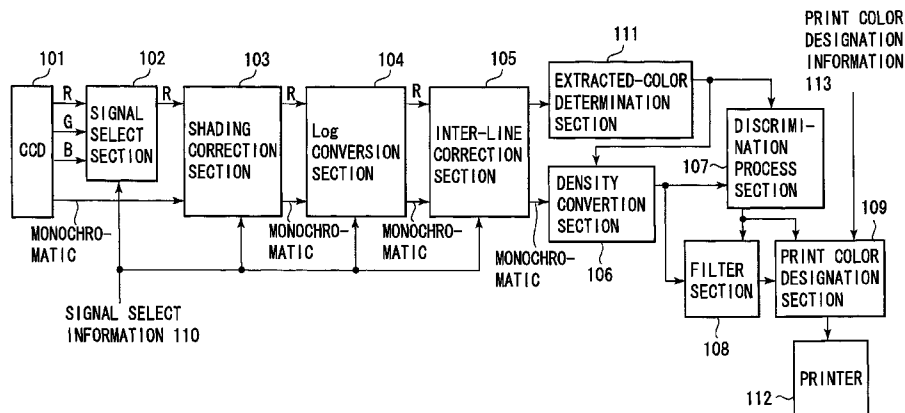 PRINT COLOR
DESIGNATION
INFORMATION
113
101
102
103
104
105
111
R
G
B
CCD
SIGNAL
SELECT
SECTION
R
SHADING
CORRECTION
SECTION
R
Log
CONVERSION
SECTION
R
INTER-LINE
CORRECTION
SECTION
EXTRACTED-COLOR
DETERMINATION
SECTION
DISCRIMI-
NATION
PROCESS
SECTION
107
DENSITY
CONVERTION
SECTION
106
MONOCHRO-
MATIC
MONOCHRO-
MATIC
MONOCHRO-
MATIC
MONOCHRO-
MATIC
109
FILTER
SECTION
108
PRINT COLOR
DESIGNATION
SECTION
SIGNAL SELECT
INFORMATION 110
PRINTER
112